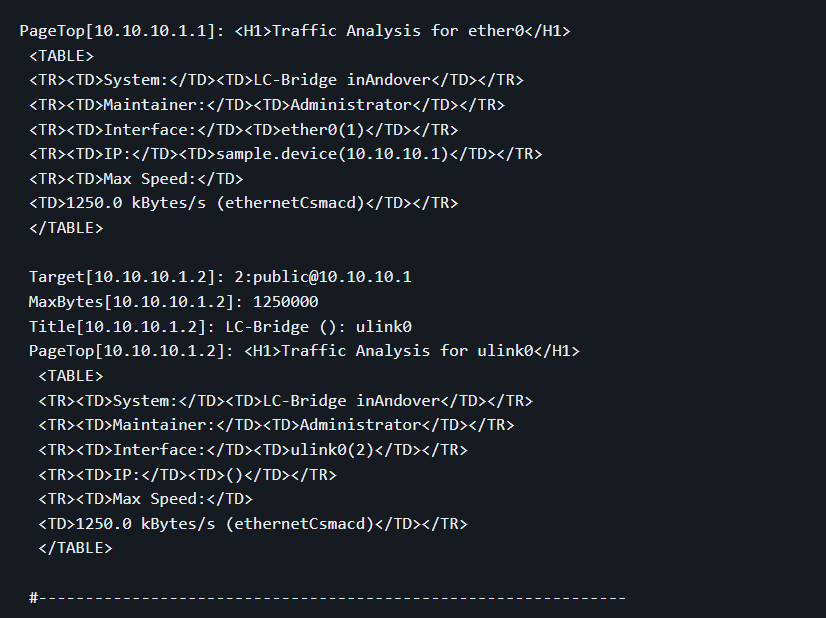 PageTop[10.10.10.1.1]: <H1>Traffic Analysis for ether0</H1>
<TABLE>
<TR><TD>System:</TD><TD>LC-Bridge inAndover</TD></TR>
<TR><TD>Maintainer:</TD><TD>Administrator</TD></TR>
<TR><TD>Interface:</TD><TD>ether0(1)</TD></TR>
<TR><TD>IP:</TD><TD>sample.device(10.10.10.1)</TD></TR>
<TR><TD>Max Speed:</TD>
<TD>1250.0 kBytes/s (ethernetCsmacd)</TD></TR>
</TABLE>

Target[10.10.10.1.2]: 2:public@10.10.10.1
MaxBytes[10.10.10.1.2]: 1250000
Title[10.10.10.1.2]: LC-Bridge (): ulink0
PageTop[10.10.10.1.2]: <H1>Traffic Analysis for ulink0</H1>
<TABLE>
<TR><TD>System:</TD><TD>LC-Bridge inAndover</TD></TR>
<TR><TD>Maintainer:</TD><TD>Administrator</TD></TR>
<TR><TD>Interface:</TD><TD>ulink0(2)</TD></TR>
<TR><TD>IP:</TD><TD>()</TD></TR>
<TR><TD>Max Speed:</TD>
<TD>1250.0 kBytes/s (ethernetCsmacd)</TD></TR>
</TABLE>

#---------------------------------------------------------------